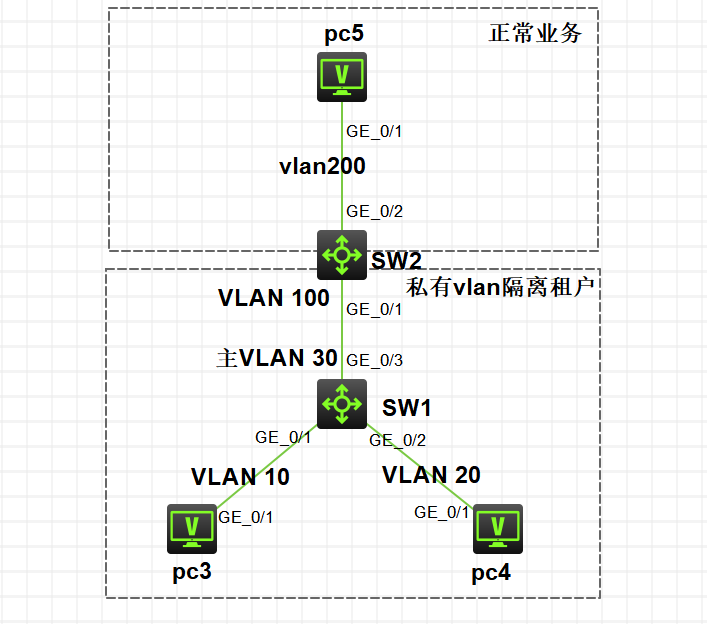 正常业务
pc5
V
GE_0/1
vlan200
GE_0/2
SW2
私有vlan隔离租户
VLAN 100
GE_0/1
主VLAN 30
GE_0/3
SW1
GE_0/1
GE_0/2
VLAN 10
VLAN 20
GE_0/1
GE_0/1
V
V
pc3
pc4